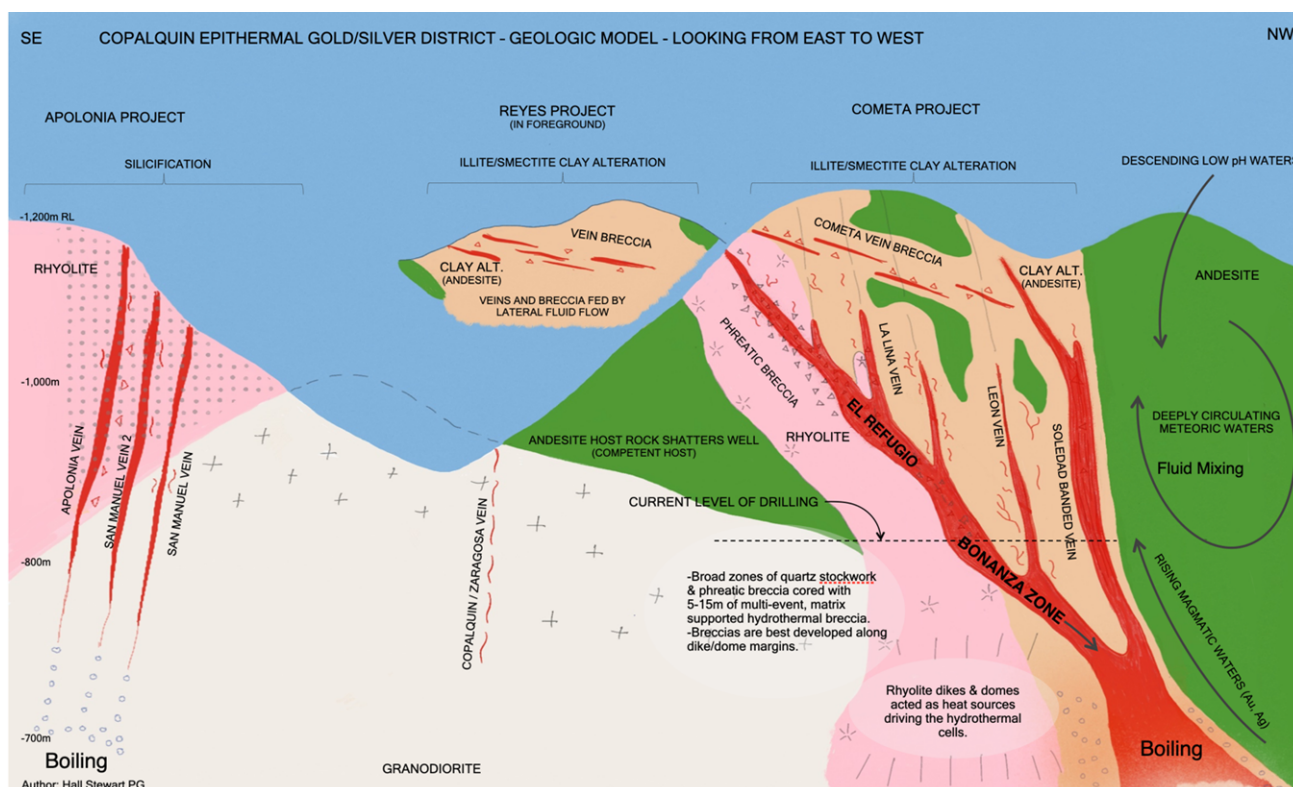 SE
COPALQUIN EPITHERMAL GOLD/SILVER DISTRICT - GEOLOGIC MODEL - LOOKING FROM EAST TO WEST
NW
APOLONIA PROJECT
REYES PROJECT
(IN FOREGROUND)
COMETA PROJECT
SILICIFICATION
ILLITE/SMECTITE CLAY ALTERATION
ILLITE/SMECTITE CLAY ALTERATION
DESCENDING LOW pH WATERS
-1,200m RL
RHYOLITE
VEIN BRECCIA
CLAY ALT.
(ANDESITE)
VEINS AND BRECCIA FED BY
LATERAL FLUID FLOW
COMETA VEIN BRECCIA
CLAY ALT.
(ANDESITE)
ANDESITE
-1,000m
PHREATIC BRECCIA
LA LINA VEIN
EL REFUGIO
RHYOLITE
LEON VEIN
SOLEDAD BANDED VEIN
DEEPLY CIRCULATING
METEORIC WATERS
Fluid Mixing
APOLONIA VEIN
SAN MANUEL VEIN 2
SAN MANUEL VEIN
ANDESITE HOST ROCK SHATTERS WELL
(COMPETENT HOST)
CURRENT LEVEL OF DRILLING
COPALQUIN / ZARAGOSA VEIN
-800m
BONANZA ZONE
RISING MAGMATIC WATERS (Au, Ag)
-Broad zones of quartz stockwork
& phreatic breccia cored with
5-15m of multi-event, matrix
supported hydrothermal breccia.
-Breccias are best developed along
dike/dome margins.
Rhyolite dikes & domes
acted as heat sources
driving the hydrothermal
cells.
-700m
Boiling
GRANODIORITE
Boiling
Author: Hall Stewart PG